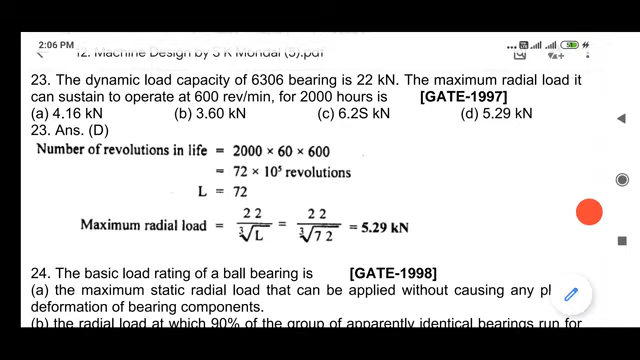 2:06 PM
12. Machine Design by S K Mondal (5).pdf
23. The dynamic load capacity of 6306 bearing is 22 kN. The maximum radial load it
can sustain to operate at 600 rev/min, for 2000 hours is [GATE-1997]
(a) 4.16 kN (b) 3.60 kN (c) 6.2S kN (d) 5.29 kN
23. Ans. (D)
Number of revolutions in life = 2000 × 60 × 600
= 72 × 10⁵ revolutions
L = 72
Maximum radial load = 22/∛L = 22/∛72 = 5.29 kN
24. The basic load rating of a ball bearing is [GATE-1998]
(a) the maximum static radial load that can be applied without causing any
deformation of bearing components.
(b) the radial load at which 90% of the group of apparently identical bearings run for